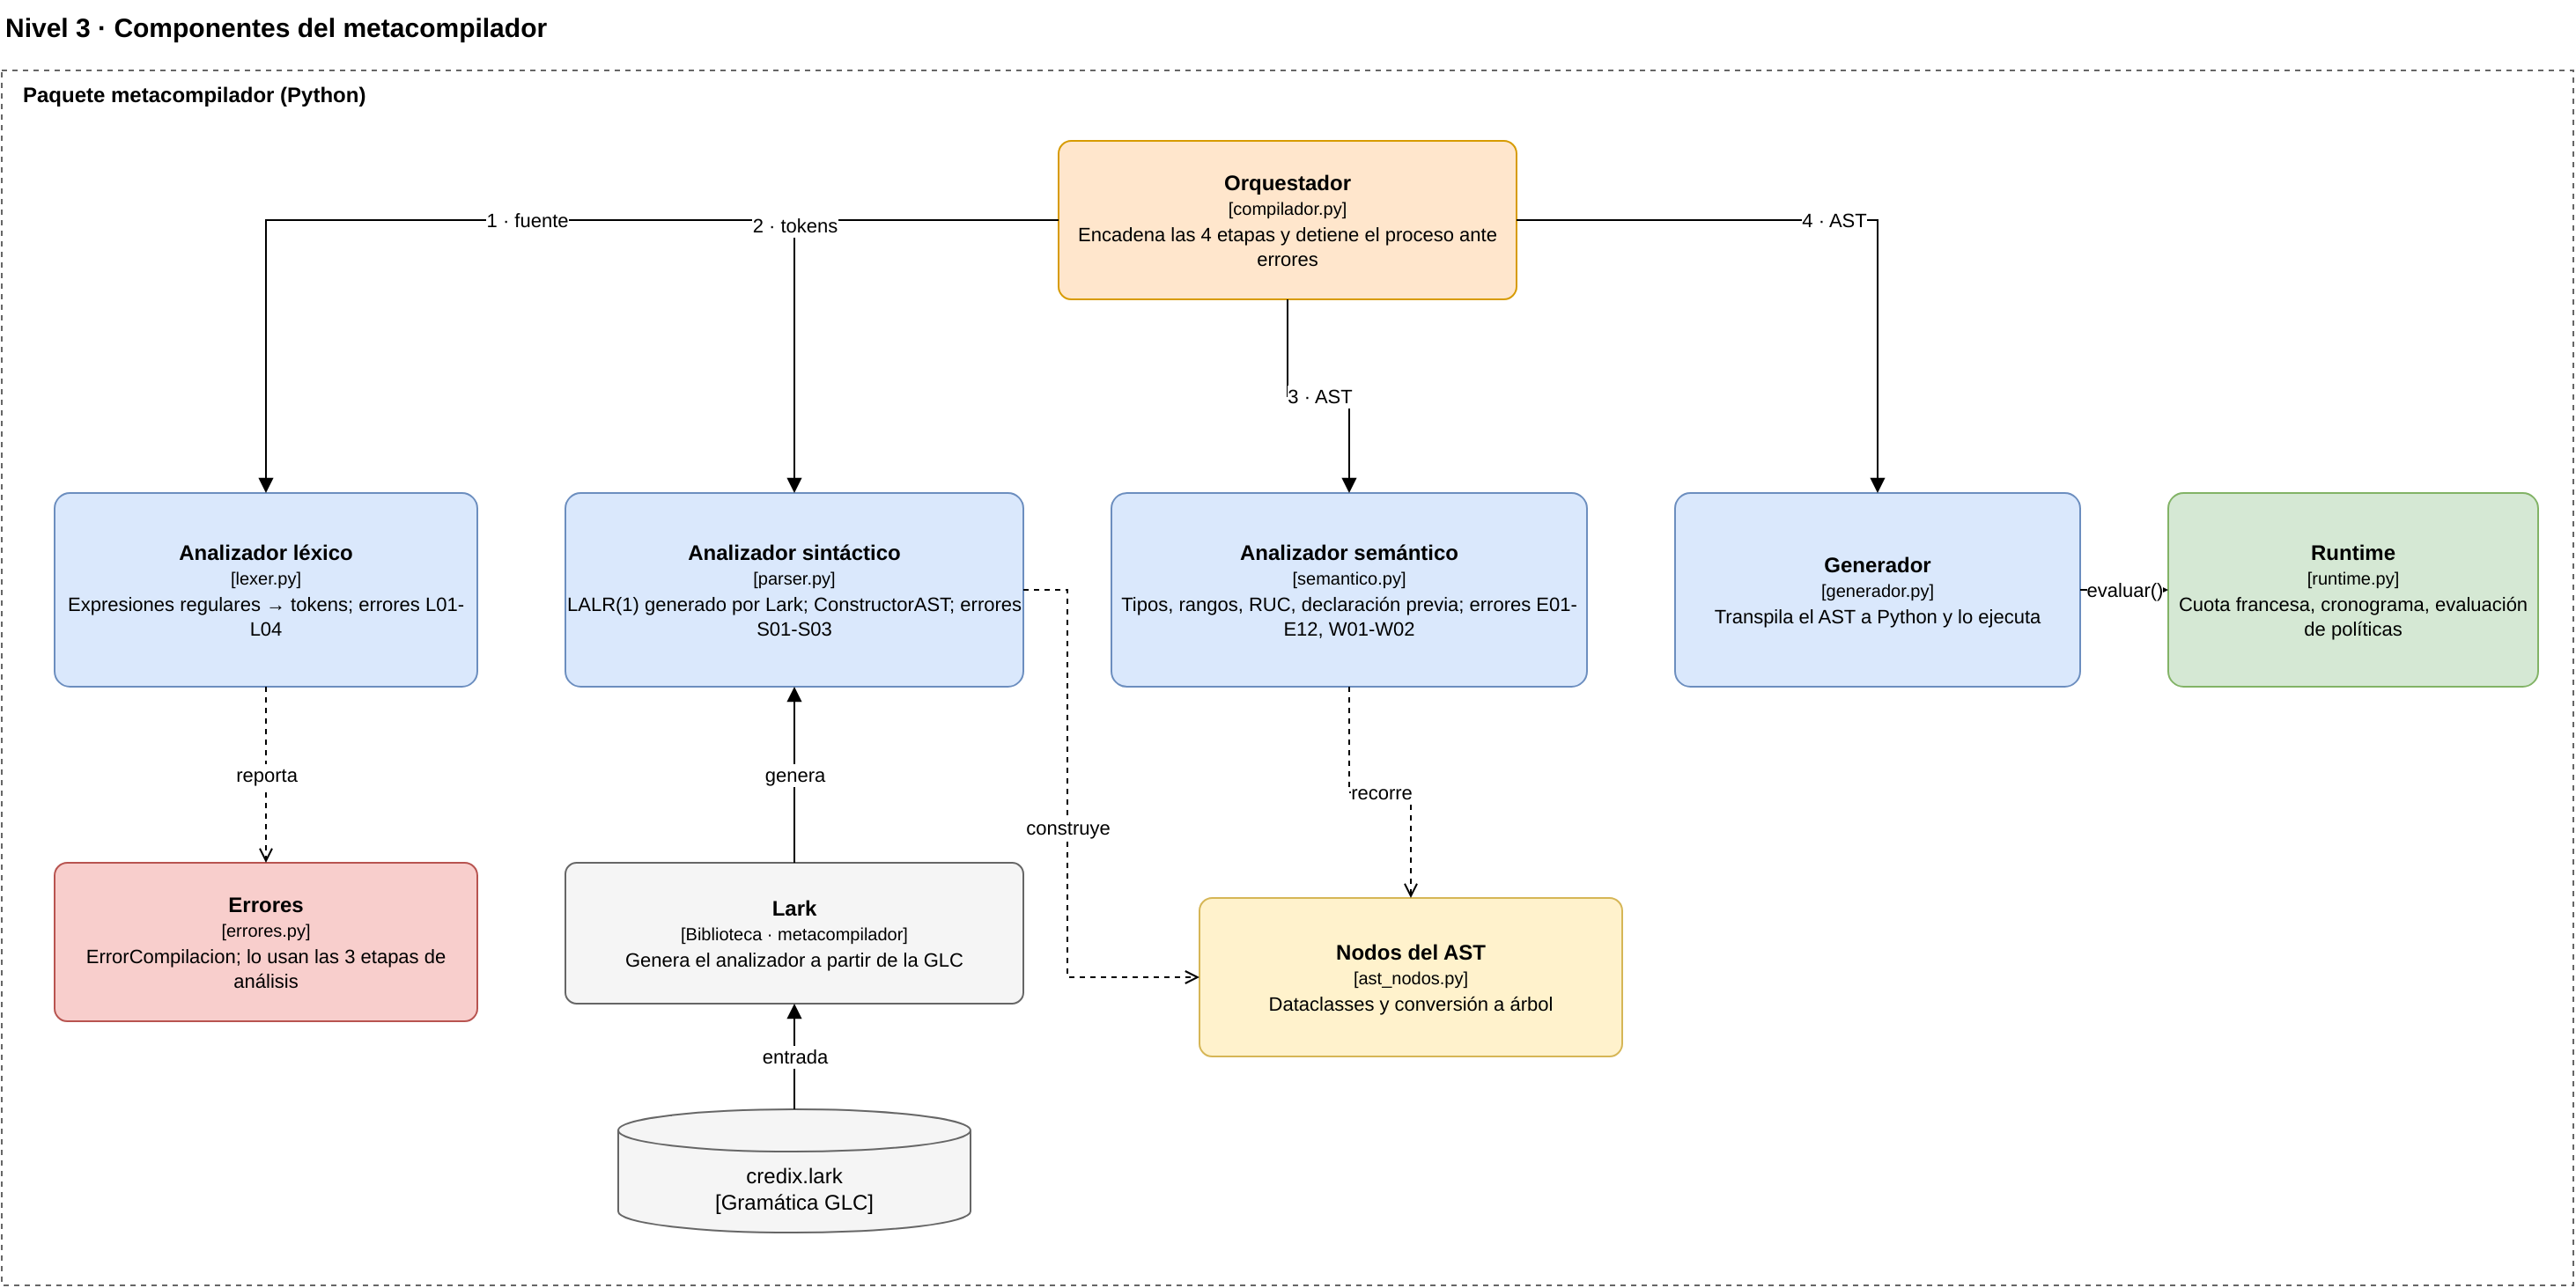 Nivel 3 · Componentes del metacompilador
Paquete metacompilador (Python)
Orquestador
[compilador.py]
Encadena las 4 etapas y detiene el proceso ante
errores
1 · fuente
2 · tokens
4 · AST
3 · AST
Analizador léxico
[lexer.py]
Expresiones regulares → tokens; errores L01-
L04
Analizador sintáctico
[parser.py]
LALR(1) generado por Lark; ConstructorAST; errores
S01-S03
Analizador semántico
[semantico.py]
Tipos, rangos, RUC, declaración previa; errores E01-
E12, W01-W02
Generador
[generador.py]
Transpila el AST a Python y lo ejecuta
evaluar()
Runtime
[runtime.py]
Cuota francesa, cronograma, evaluación
de políticas
reporta
genera
construye
recorre
Errores
[errores.py]
ErrorCompilacion; lo usan las 3 etapas de
análisis
Lark
[Biblioteca · metacompilador]
Genera el analizador a partir de la GLC
Nodos del AST
[ast_nodos.py]
Dataclasses y conversión a árbol
entrada
credix.lark
[Gramática GLC]